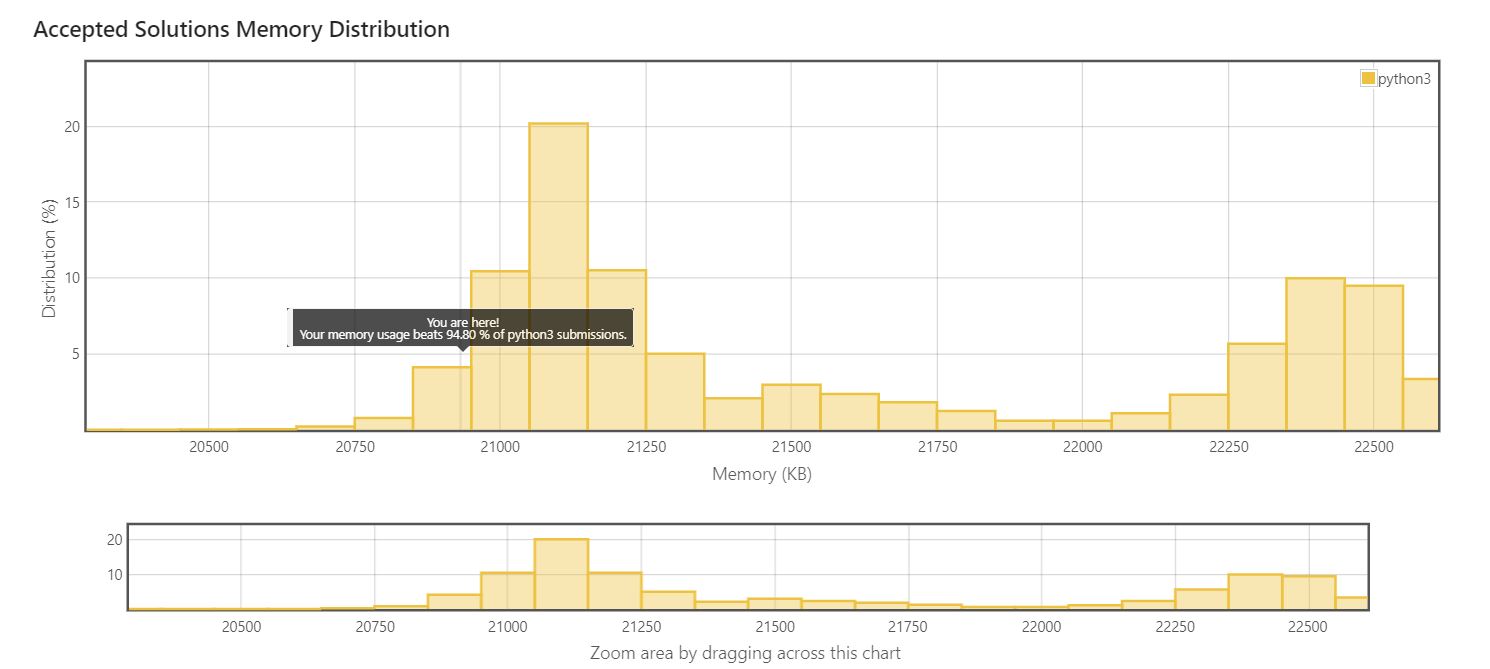 Accepted Solutions Memory Distribution
python3
20
15
10
5
Distribution (%)
You are here!
Your memory usage beats 94.80 % of python3 submissions.
20500 20750 21000 21250 21500 21750 22000 22250 22500
Memory (KB)
20
10
20500 20750 21000 21250 21500 21750 22000 22250 22500
Zoom area by dragging across this chart